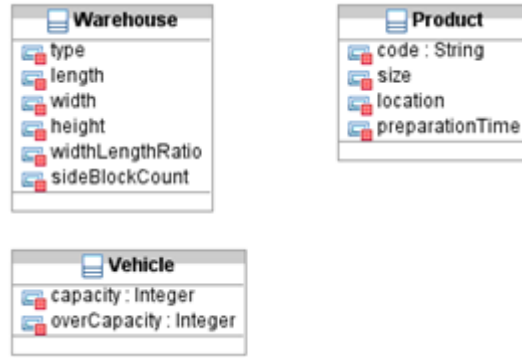 Warehouse
type
length
width
height
widthLengthRatio
sideBlockCount
Product
code : String
size
location
preparationTime
Vehicle
capacity : Integer
overCapacity : Integer